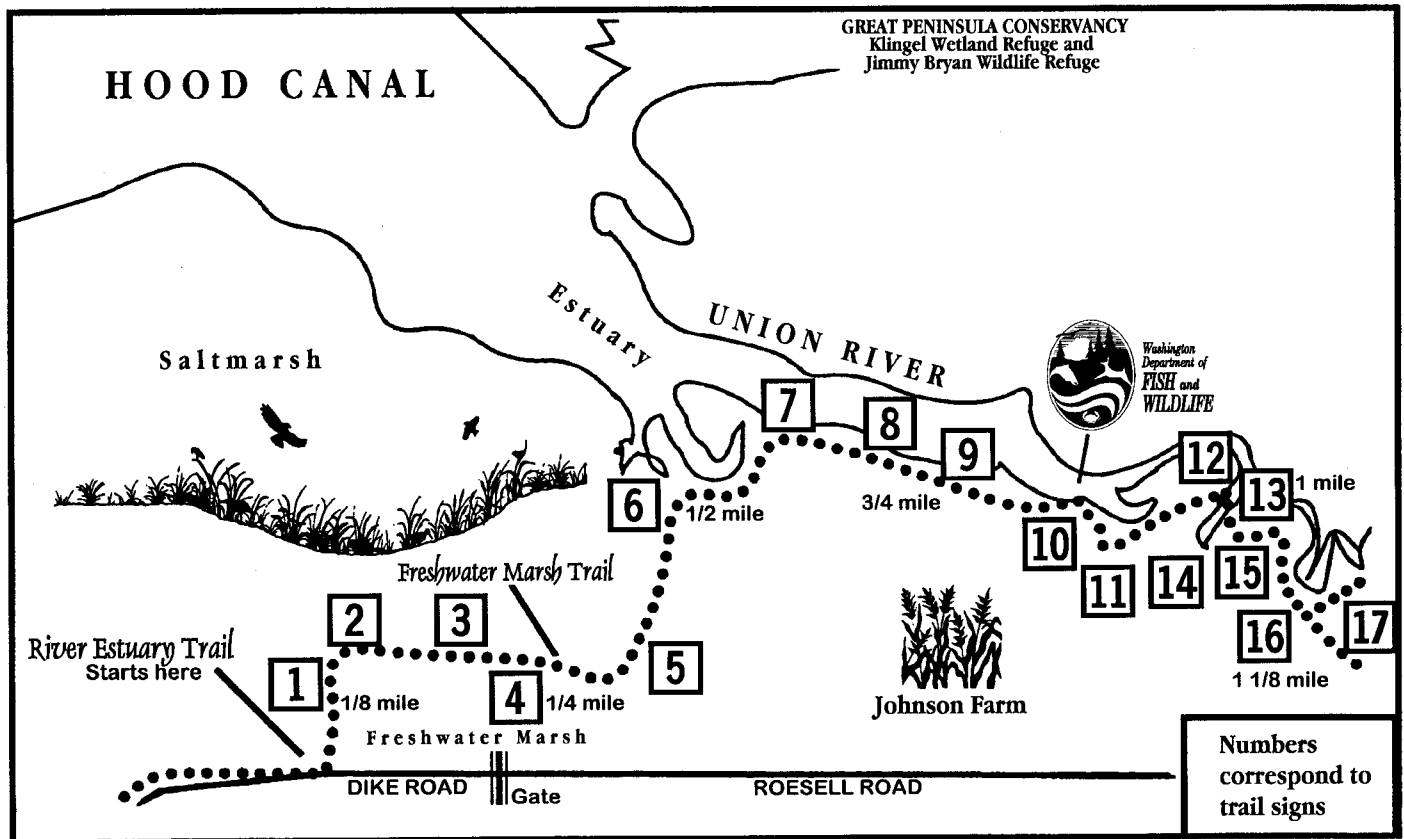 GREAT PENINSULA CONSERVANCY
Klingel Wetland Refuge and
Jimmy Bryan Wildlife Refuge
HOOD CANAL
Estuary
UNION RIVER
Saltmarsh
Washington
Department of
FISH and
WILDLIFE
7
8
9
12
13
1 mile
6
1/2 mile
3/4 mile
10
11
14
15
Freshwater Marsh Trail
2
3
16
17
River Estuary Trail
Starts here
1
1/8 mile
4
1/4 mile
5
1 1/8 mile
Johnson Farm
Freshwater Marsh
DIKE ROAD
Gate
ROESELL ROAD
Numbers
correspond to
trail signs